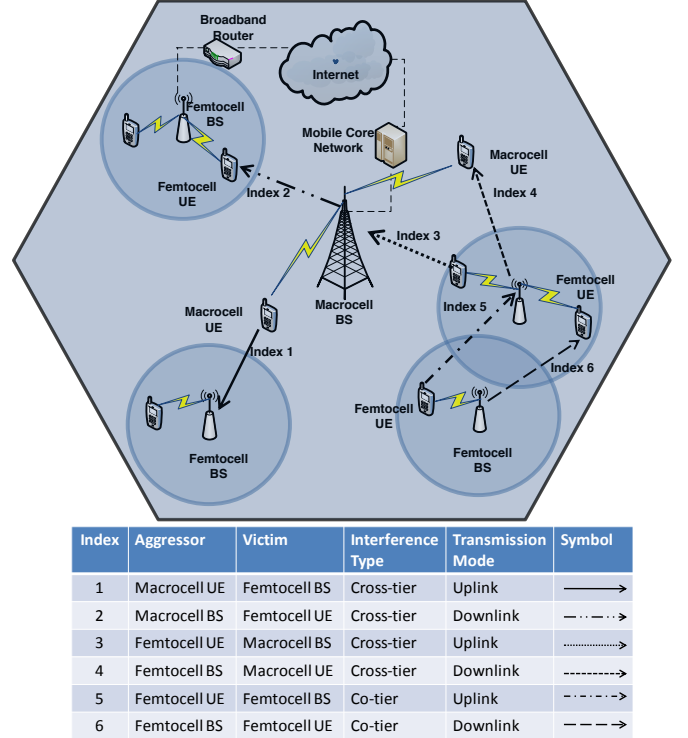 Broadband
Router
Internet
Femtocell
BS
Mobile Core
Network
Macrocell
UE
Femtocell
UE
Index 2
Index 4
Index 3
Femtocell
UE
Macrocell
BS
Index 5
Macrocell
UE
Index 1
Index 6
Femtocell
UE
Femtocell
BS
Femtocell
BS
Index Aggressor Victim Interference Type Transmission Mode Symbol
1 Macrocell UE Femtocell BS Cross-tier Uplink
2 Macrocell BS Femtocell UE Cross-tier Downlink
3 Femtocell UE Macrocell BS Cross-tier Uplink
4 Femtocell BS Macrocell UE Cross-tier Downlink
5 Femtocell UE Femtocell BS Co-tier Uplink
6 Femtocell BS Femtocell UE Co-tier Downlink